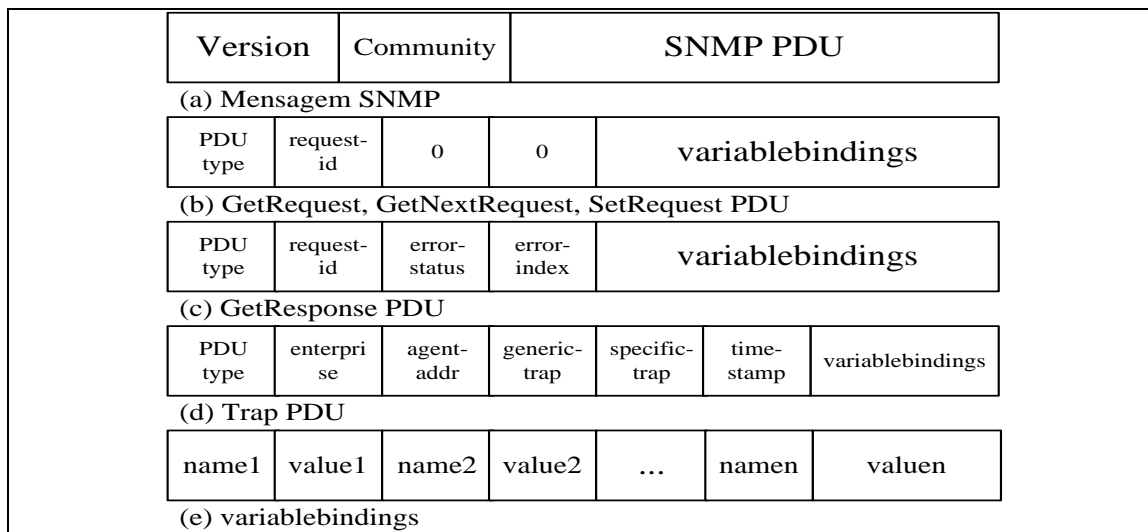 Version Community SNMP PDU
(a) Mensagem SNMP
PDU type request-id 0 0 variablebindings
(b) GetRequest, GetNextRequest, SetRequest PDU
PDU type request-id error-status error-index variablebindings
(c) GetResponse PDU
PDU type enterpri se agent-addr generic-trap specific-trap time-stamp variablebindings
(d) Trap PDU
name1 value1 name2 value2 ... namen valuen
(e) variablebindings